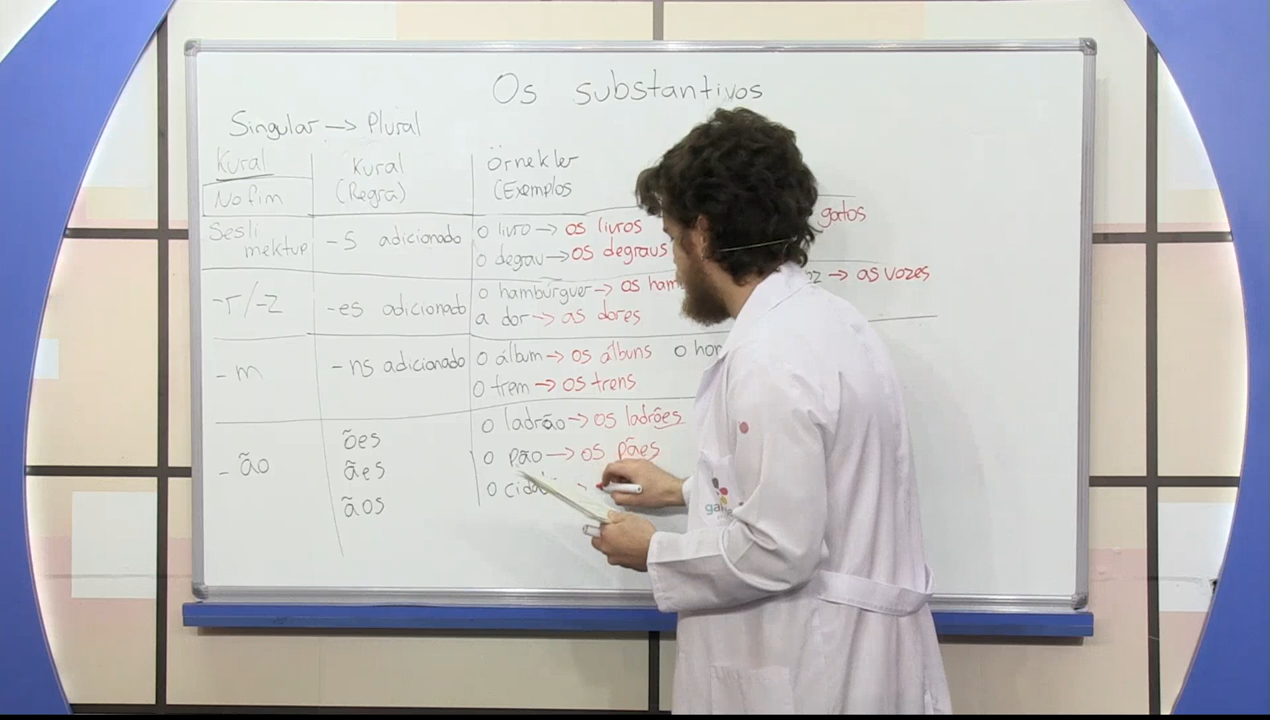 Os substantivos
Singular → Plural
Kural
No fim
Kural
(Regra)
örnekler
(Exemplos
Sesli
mektup
-s adicionado
o livro → os livros
gatos
o degrau → os degraus
-r/-z
-es adicionado
o hambúrguer → os ham
→ as vozes
a dor → as dores
-m
-ns adicionado
o álbum → os álbuns o hom
o trem → os trens
-ão
ões
ães
ãos
o ladrão → os ladrões
o pão → os pães
o